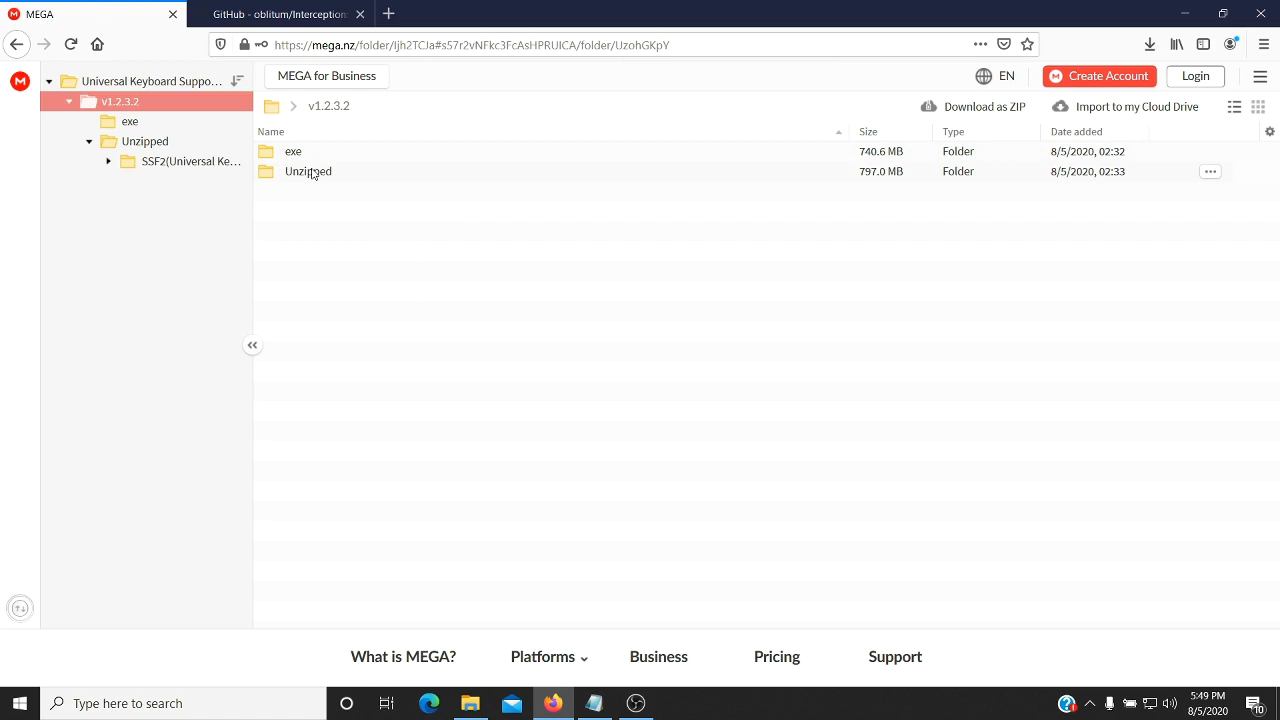 MEGA
GitHub - oblitum/Interception
https://mega.nz/folder/Ijh2TCJa#s57r2vNFkc3FcAsHPRUICA/folder/UzohGKpY
M
MEGA for Business
EN
M Create Account
Login
Universal Keyboard Suppo...
v1.2.3.2
exe
Unzipped
SSF2(Universal Ke...
v1.2.3.2
Download as ZIP
Import to my Cloud Drive
Name
Size
Type
Date added
exe
740.6 MB
Folder
8/5/2020, 02:32
Unzipped
797.0 MB
Folder
8/5/2020, 02:33
What is MEGA?
Platforms
Business
Pricing
Support
Type here to search
5:49 PM
8/5/2020
10